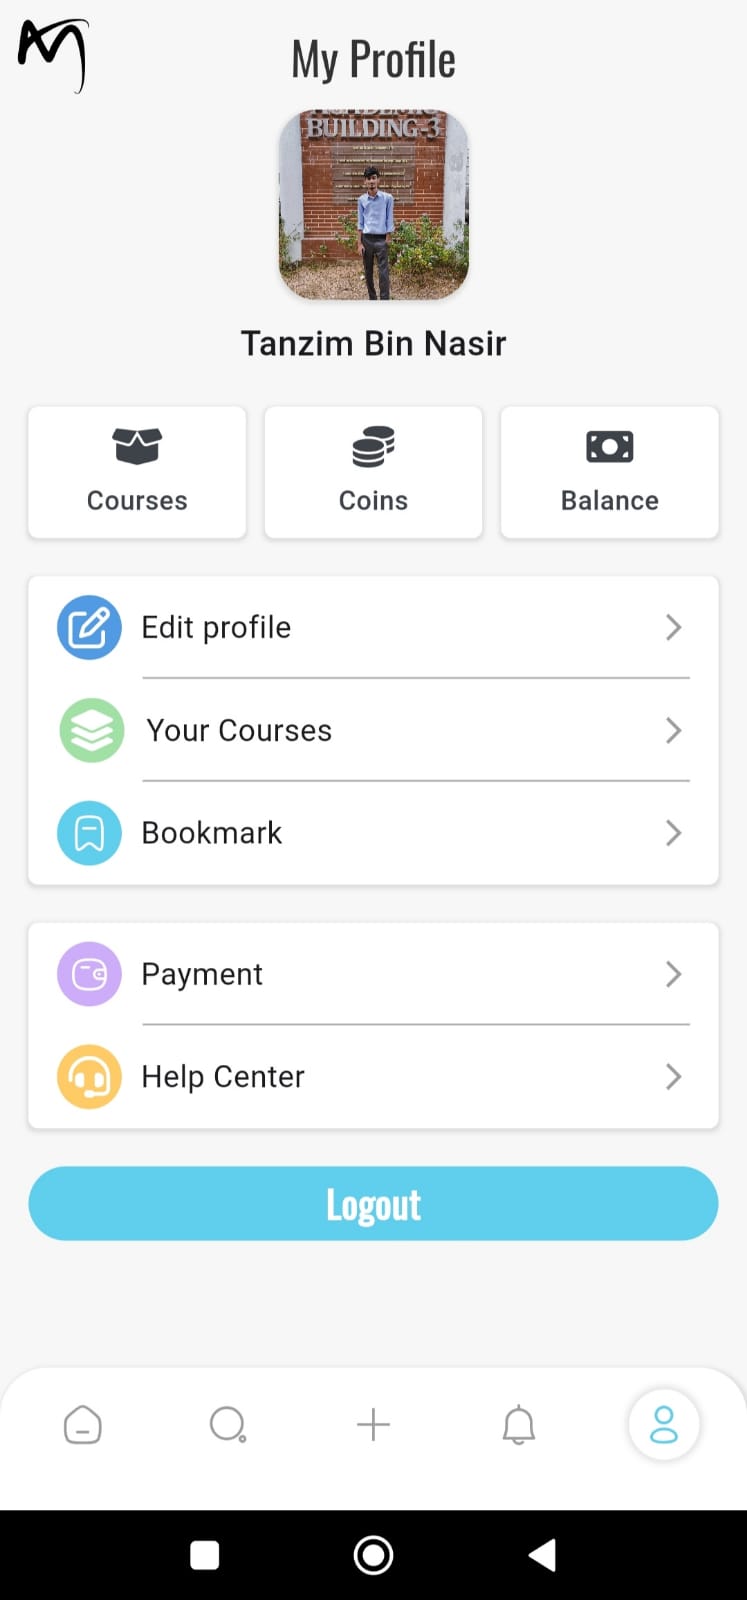 My Profile
BUILDING-3
Tanzim Bin Nasir
Courses
Coins
Balance
Edit profile
Your Courses
Bookmark
Payment
Help Center
Logout